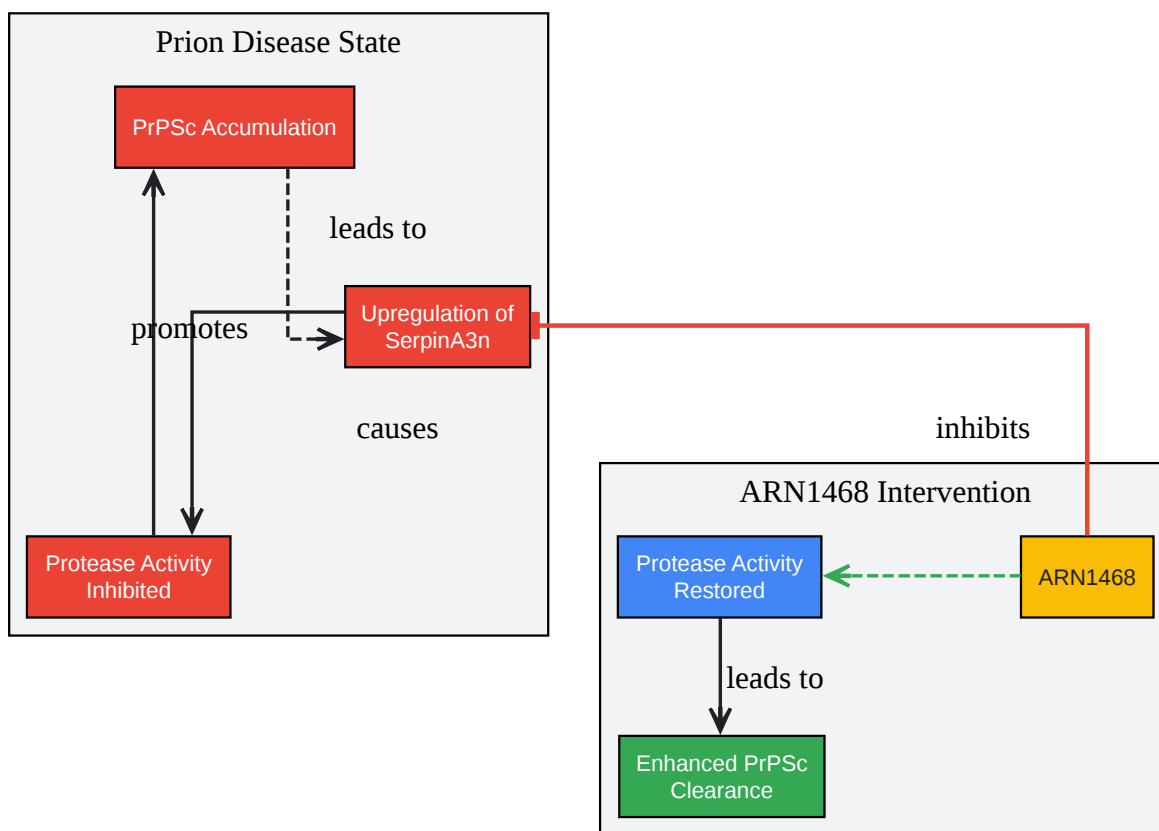 Prion Disease State
PrPSc Accumulation
leads to
Upregulation of
SerpinA3n
promotes
causes
Protease Activity
Inhibited
inhibits
ARN1468 Intervention
Protease Activity
Restored
ARN1468
leads to
Enhanced PrPSc
Clearance